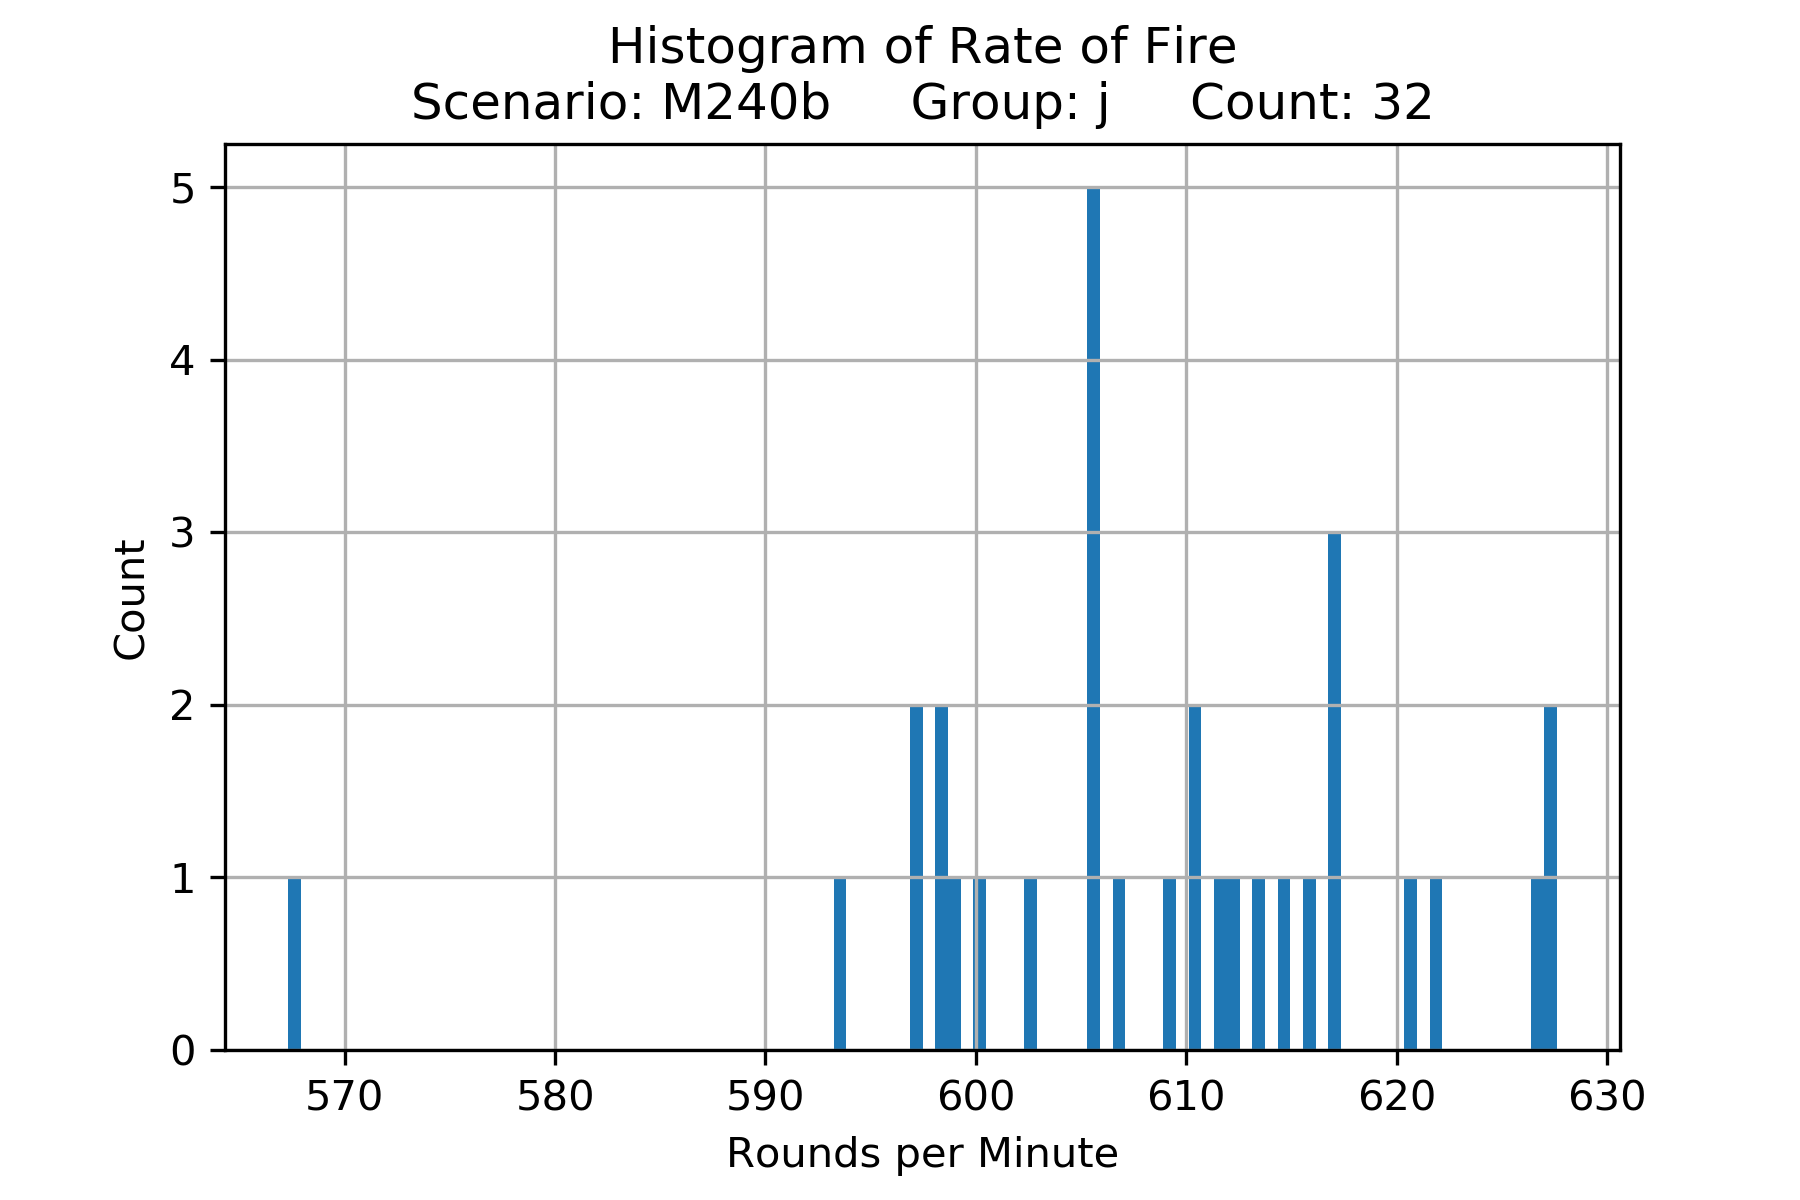 Histogram of Rate of Fire
Scenario: M240b     Group: j     Count: 32
5
4
3
2
1
0
Count
570 580 590 600 610 620 630
Rounds per Minute